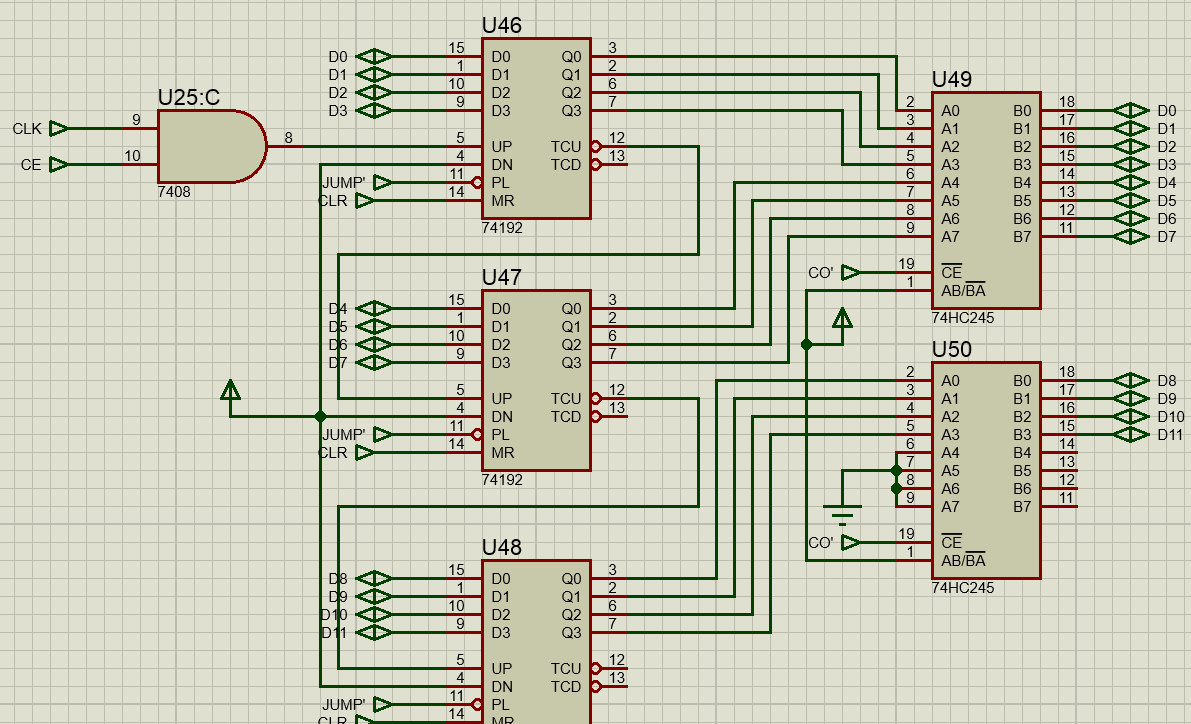 U25:C
CLK 9
8
CE 10
7408
U46
D0 15 D0 Q0 3
D1 1 D1 Q1 2
D2 10 D2 Q2 6
D3 9 D3 Q3 7
5 UP TCU 12
4 DN TCD 13
JUMP' 11 PL
CLR 14 MR
74192
U49
2 A0 B0 18 D0
3 A1 B1 17 D1
4 A2 B2 16 D2
5 A3 B3 15 D3
6 A4 B4 14 D4
7 A5 B5 13 D5
8 A6 B6 12 D6
9 A7 B7 11 D7
CO' 19 CE
1 AB/BA
74HC245
U47
D4 15 D0 Q0 3
D5 1 D1 Q1 2
D6 10 D2 Q2 6
D7 9 D3 Q3 7
5 UP TCU 12
4 DN TCD 13
JUMP' 11 PL
CLR 14 MR
74192
U50
2 A0 B0 18 D8
3 A1 B1 17 D9
4 A2 B2 16 D10
5 A3 B3 15 D11
6 A4 B4 14
7 A5 B5 13
8 A6 B6 12
9 A7 B7 11
CO' 19 CE
1 AB/BA
74HC245
U48
D8 15 D0 Q0 3
D9 1 D1 Q1 2
D10 10 D2 Q2 6
D11 9 D3 Q3 7
5 UP TCU 12
4 DN TCD 13
JUMP' 11 PL
CLR 14 MR